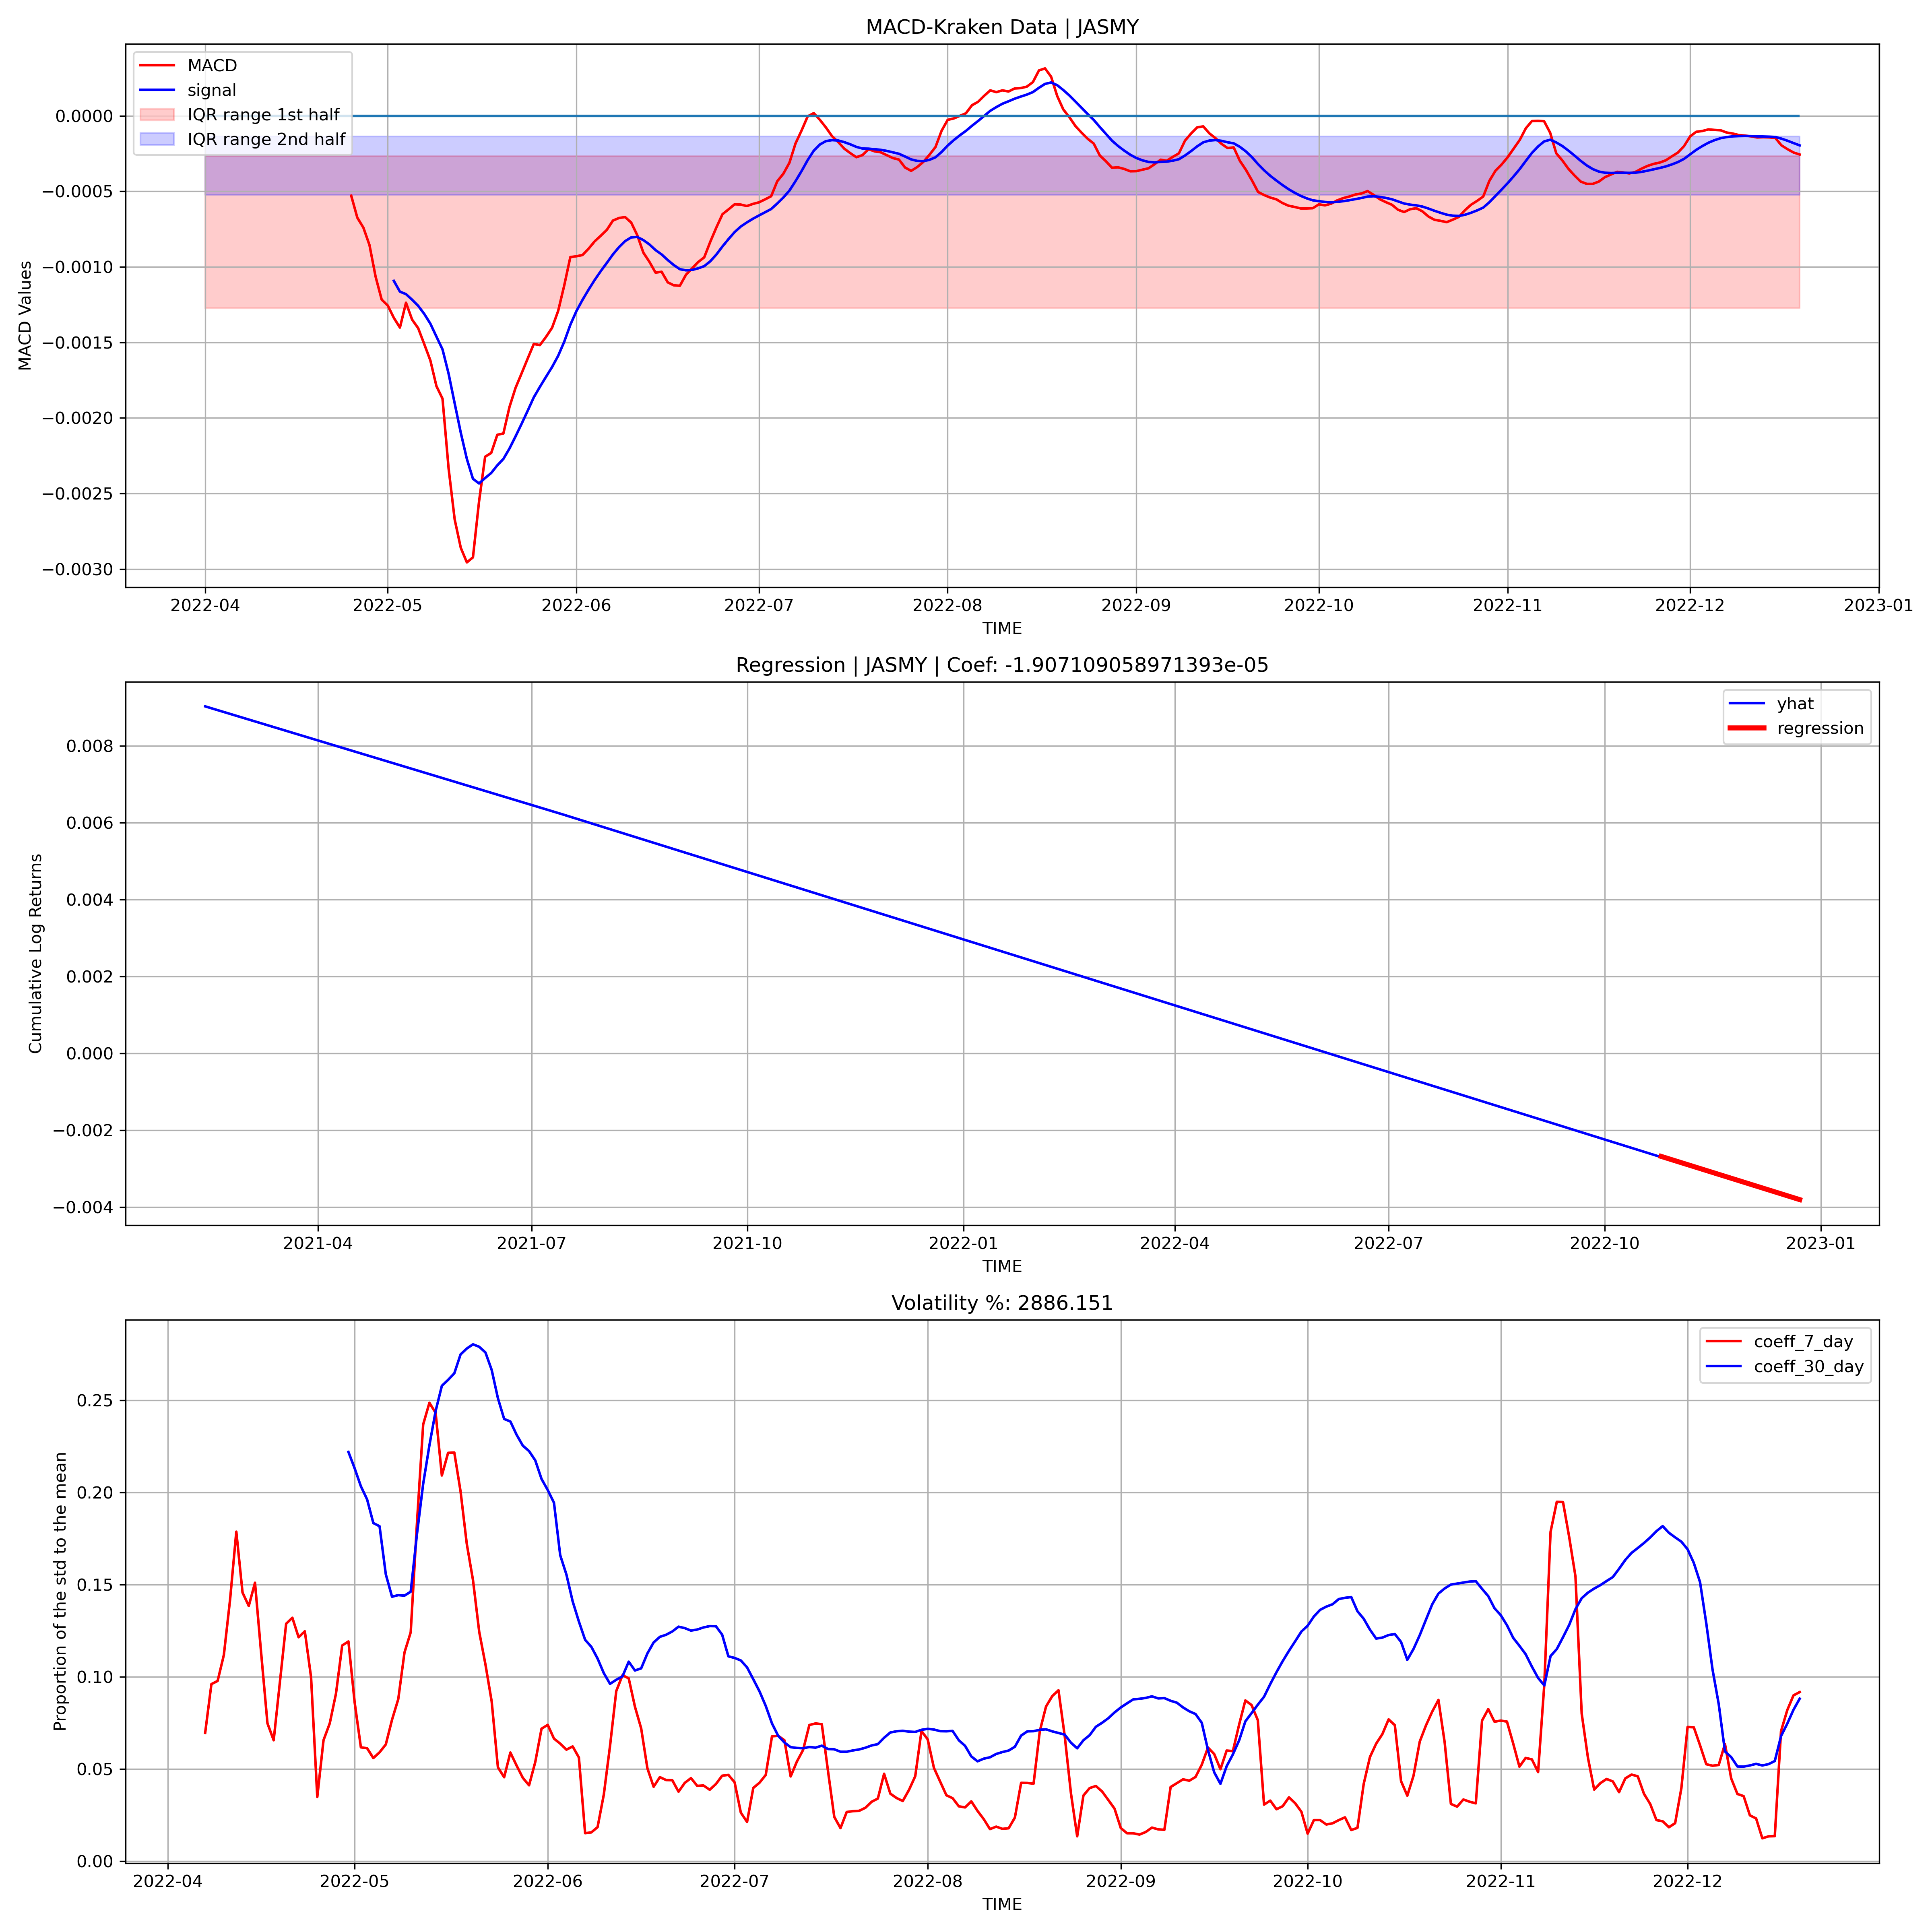 MACD-Kraken Data | JASMY
MACD
signal
IQR range 1st half
IQR range 2nd half
MACD Values
0.0000
−0.0005
−0.0010
−0.0015
−0.0020
−0.0025
−0.0030
2022-04 2022-05 2022-06 2022-07 2022-08 2022-09 2022-10 2022-11 2022-12 2023-01
TIME
Regression | JASMY | Coef: -1.907109058971393e-05
yhat
regression
Cumulative Log Returns
0.008
0.006
0.004
0.002
0.000
−0.002
−0.004
2021-04 2021-07 2021-10 2022-01 2022-04 2022-07 2022-10 2023-01
TIME
Volatility %: 2886.151
coeff_7_day
coeff_30_day
Proportion of the std to the mean
0.25
0.20
0.15
0.10
0.05
0.00
2022-04 2022-05 2022-06 2022-07 2022-08 2022-09 2022-10 2022-11 2022-12
TIME